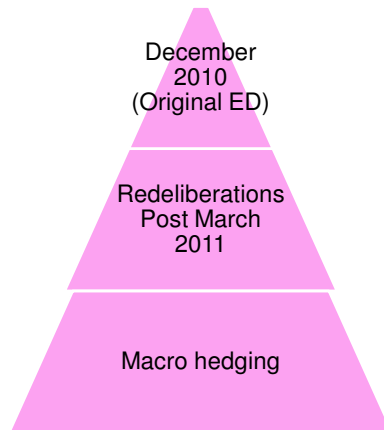 December
2010
(Original ED)
Redeliberations
Post March
2011
Macro hedging